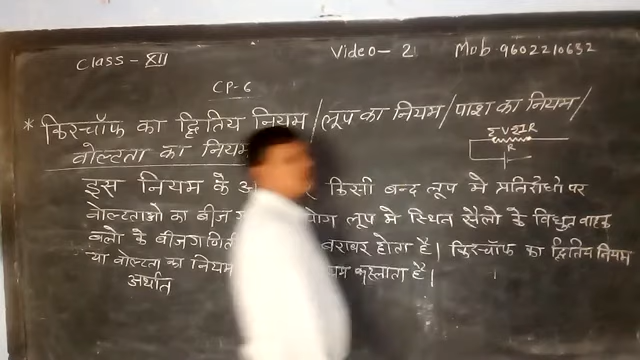 Class - XII Video - 2 Mob 9602210632
CP-6
* किरचॉफ का द्वितिय नियम / लूप का नियम / पाश का नियम /
वोल्टता का नियम
Σ V = Σ I R
R
इस नियम के किसी बन्द लूप मे प्रतिरोधो पर
वोल्टताओ का बीज लूप मे स्थित सैलो के विधुत वाहक
बलो के बीजगणिती बराबर होता है। किरचॉफ का द्वितिय नियम
या वोल्टता का नियम कहलाता है।
अर्थात